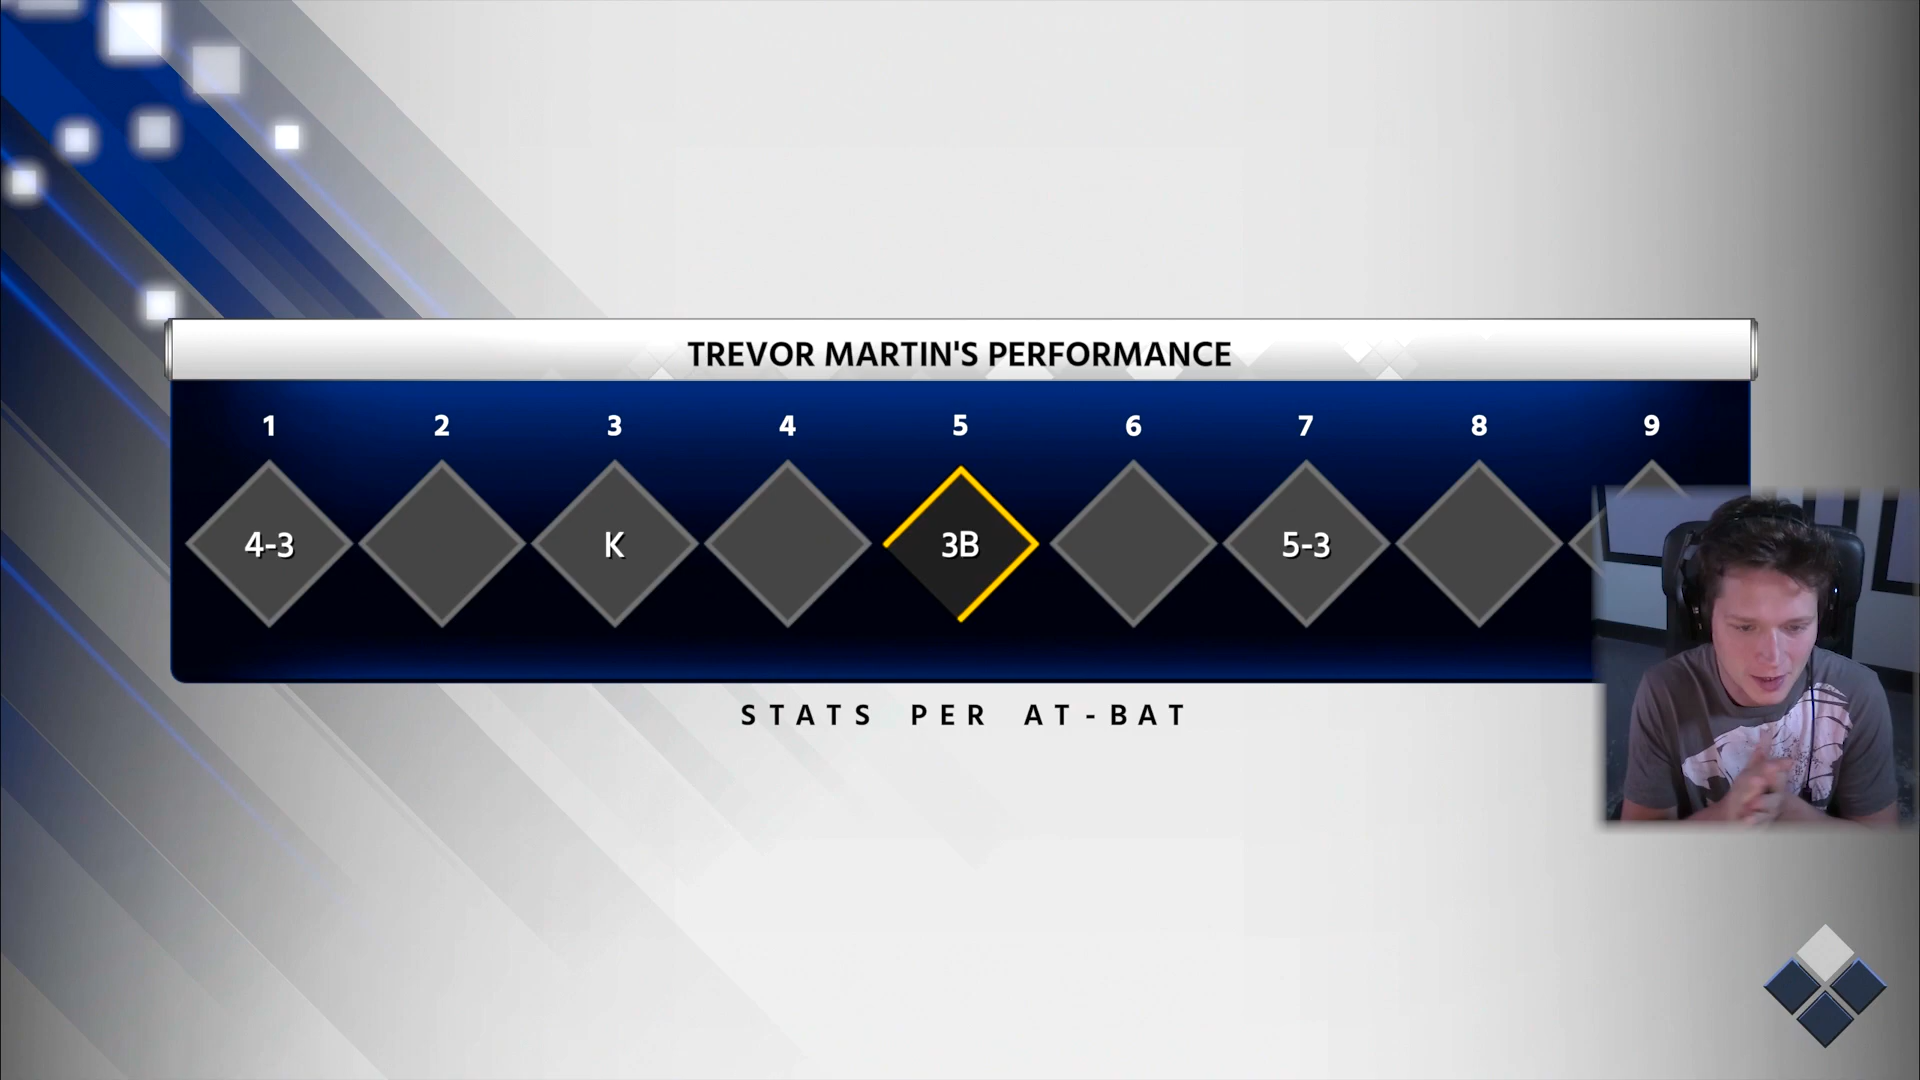 TREVOR MARTIN'S PERFORMANCE
1 2 3 4 5 6 7 8 9
4-3 K 3B 5-3
STATS PER AT-BAT